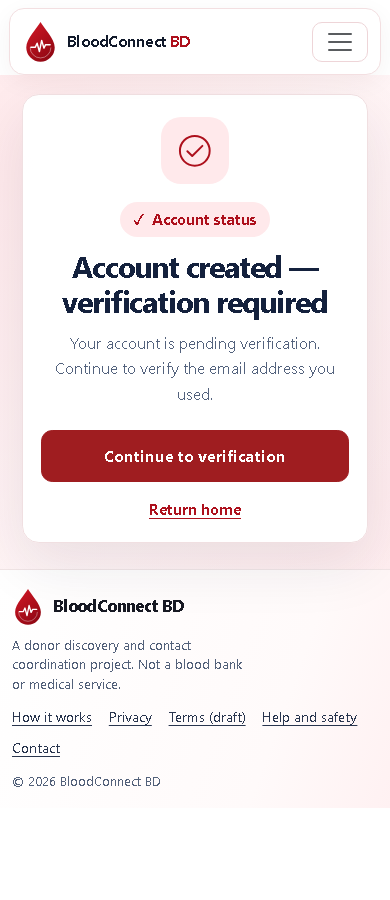 BloodConnect BD
✓ Account status
Account created —
verification required
Your account is pending verification.
Continue to verify the email address you
used.
Continue to verification
Return home
BloodConnect BD
A donor discovery and contact
coordination project. Not a blood bank
or medical service.
How it works Privacy Terms (draft) Help and safety
Contact
© 2026 BloodConnect BD